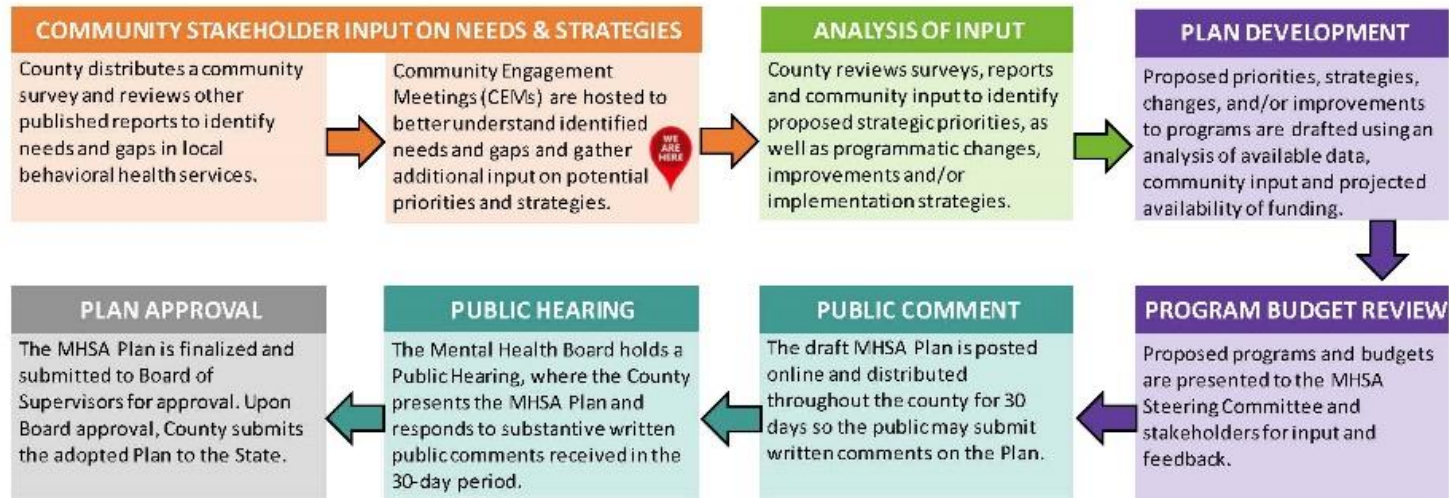 COMMUNITY STAKEHOLDER INPUT ON NEEDS & STRATEGIES
County distributes a community
survey and reviews other
published reports to identify
needs and gaps in local
behavioral health services.
Community Engagement
Meetings (CEMs) are hosted to
better understand identified
needs and gaps and gather
additional input on potential
priorities and strategies.
WE
ARE
HERE
ANALYSIS OF INPUT
County reviews surveys, reports
and community input to identify
proposed strategic priorities, as
well as programmatic changes,
improvements and/or
implementation strategies.
PLAN DEVELOPMENT
Proposed priorities, strategies,
changes, and/or improvements
to programs are drafted using an
analysis of available data,
community input and projected
availability of funding.
PROGRAM BUDGET REVIEW
Proposed programs and budgets
are presented to the MHSA
Steering Committee and
stakeholders for input and
feedback.
PUBLIC COMMENT
The draft MHSA Plan is posted
online and distributed
throughout the county for 30
days so the public may submit
written comments on the Plan.
PUBLIC HEARING
The Mental Health Board holds a
Public Hearing, where the County
presents the MHSA Plan and
responds to substantive written
public comments received in the
30-day period.
PLAN APPROVAL
The MHSA Plan is finalized and
submitted to Board of
Supervisors for approval. Upon
Board approval, County submits
the adopted Plan to the State.